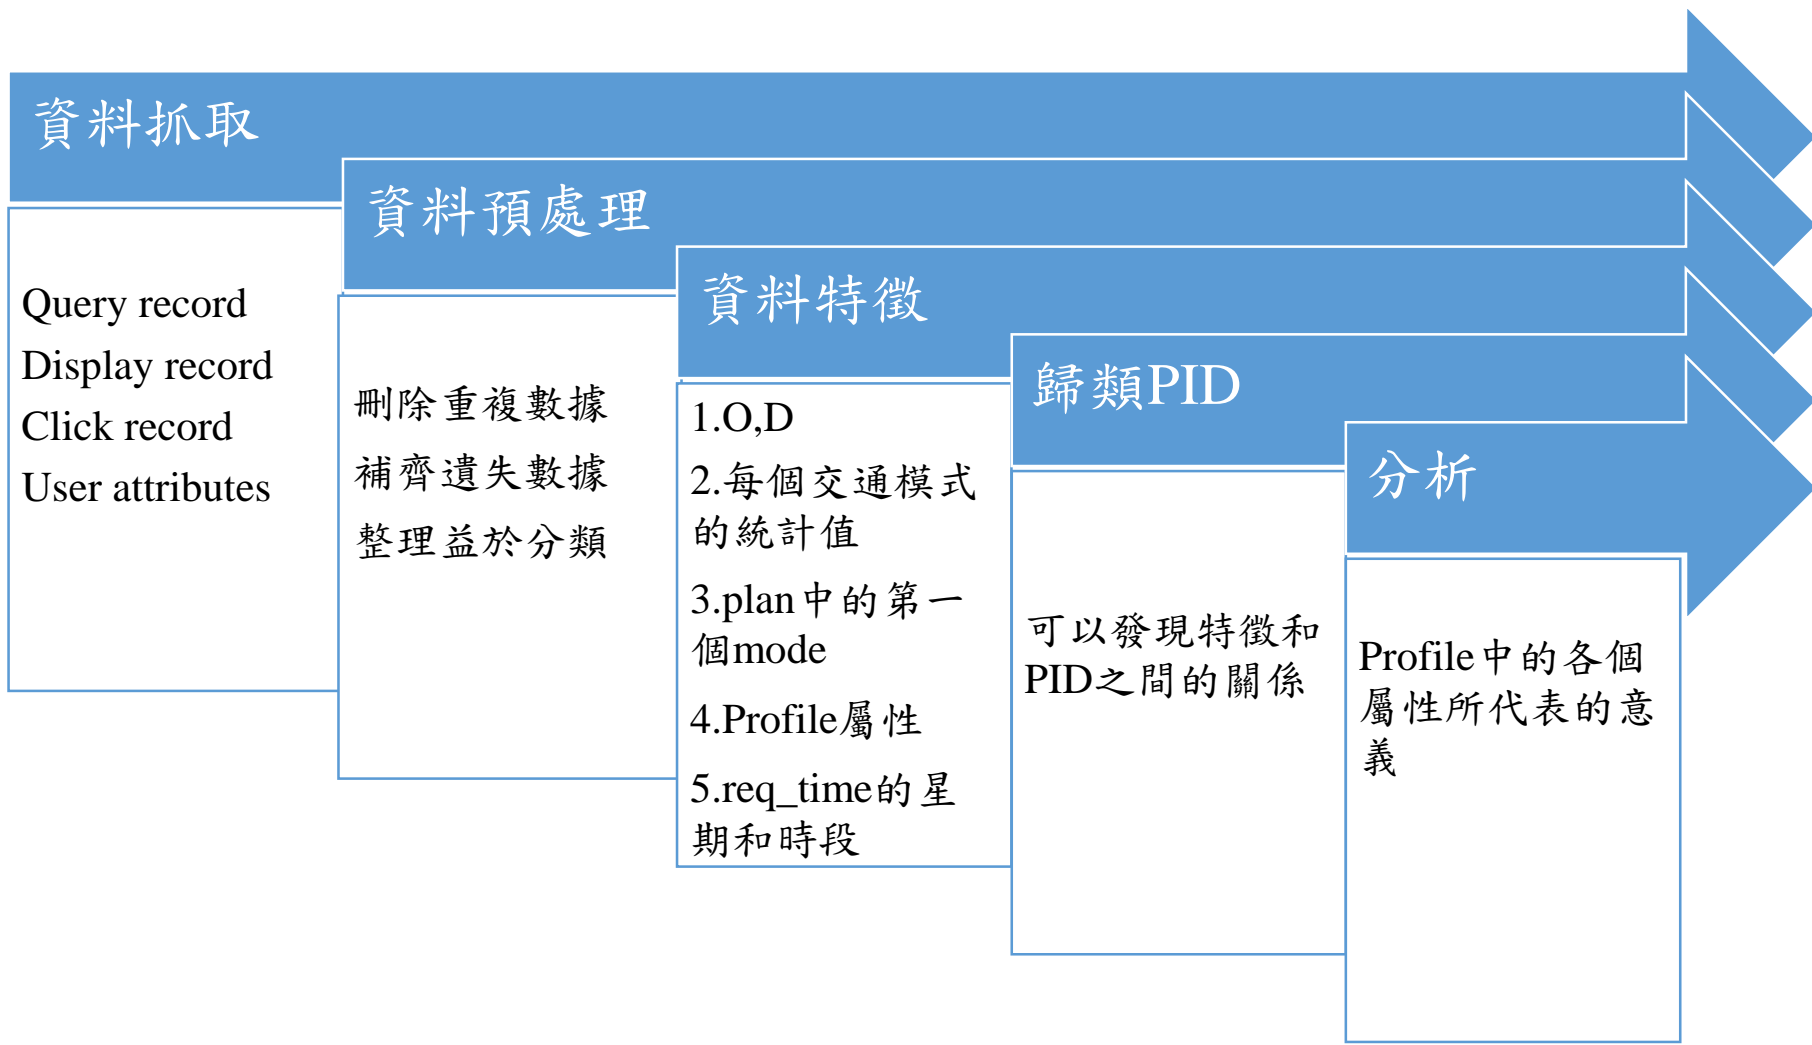 資料抓取
Query record
Display record
Click record
User attributes
資料預處理
刪除重複數據
補齊遺失數據
整理益於分類
資料特徵
1.O,D
2.每個交通模式
的統計值
3.plan中的第一
個mode
4.Profile屬性
5.req_time的星
期和時段
歸類PID
可以發現特徵和
PID之間的關係
分析
Profile中的各個
屬性所代表的意
義